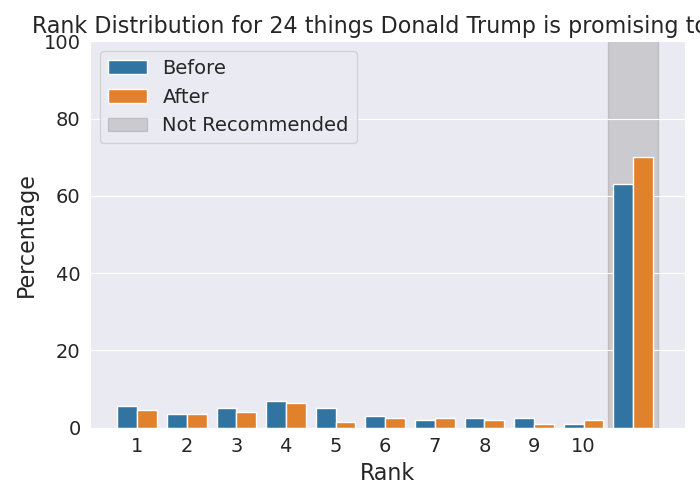 Rank Distribution for 24 things Donald Trump is promising to
100
80
60
40
20
0
Percentage
Before
After
Not Recommended
1 2 3 4 5 6 7 8 9 10
Rank